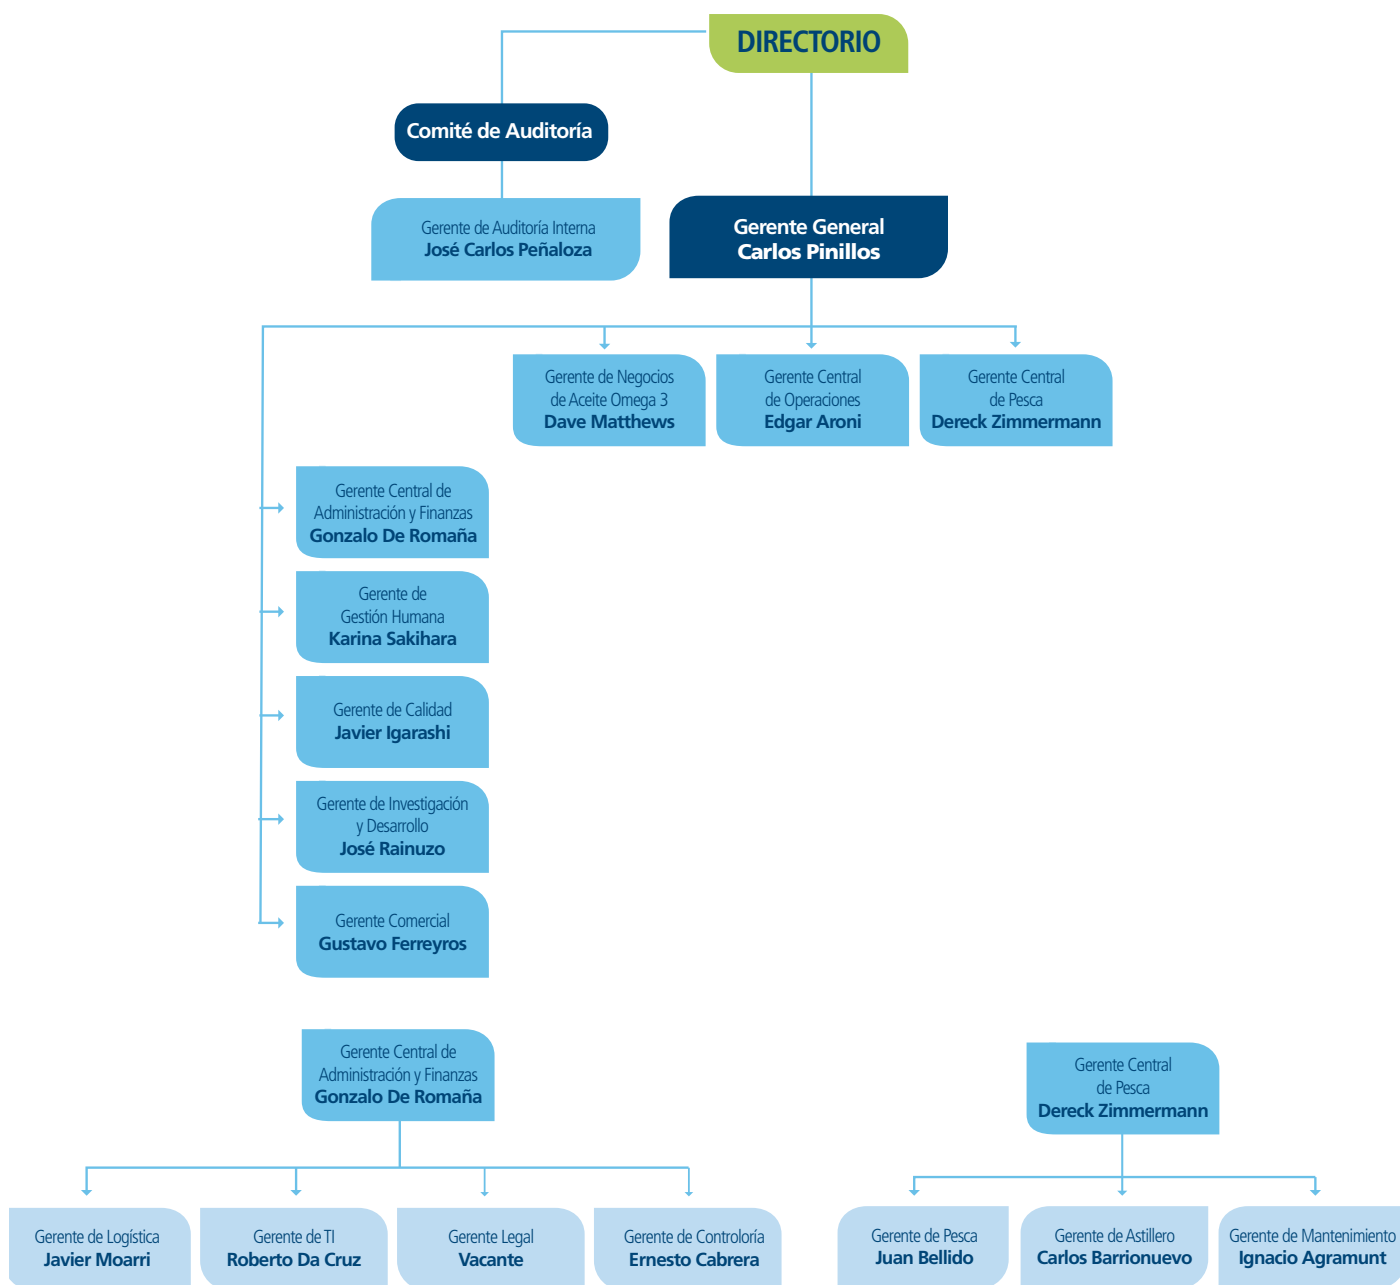 DIRECTORIO
Comité de Auditoría
Gerente de Auditoría Interna
José Carlos Peñaloza
Gerente General
Carlos Pinillos
Gerente de Negocios
de Aceite Omega 3
Dave Matthews
Gerente Central
de Operaciones
Edgar Aroni
Gerente Central
de Pesca
Dereck Zimmermann
Gerente Central de
Administración y Finanzas
Gonzalo De Romaña
Gerente de
Gestión Humana
Karina Sakihara
Gerente de Calidad
Javier Igarashi
Gerente de Investigación
y Desarrollo
José Rainuzo
Gerente Comercial
Gustavo Ferreyros
Gerente Central de
Administración y Finanzas
Gonzalo De Romaña
Gerente de Logística
Javier Moarri
Gerente de TI
Roberto Da Cruz
Gerente Legal
Vacante
Gerente de Controloría
Ernesto Cabrera
Gerente Central
de Pesca
Dereck Zimmermann
Gerente de Pesca
Juan Bellido
Gerente de Astillero
Carlos Barrionuevo
Gerente de Mantenimiento
Ignacio Agramunt